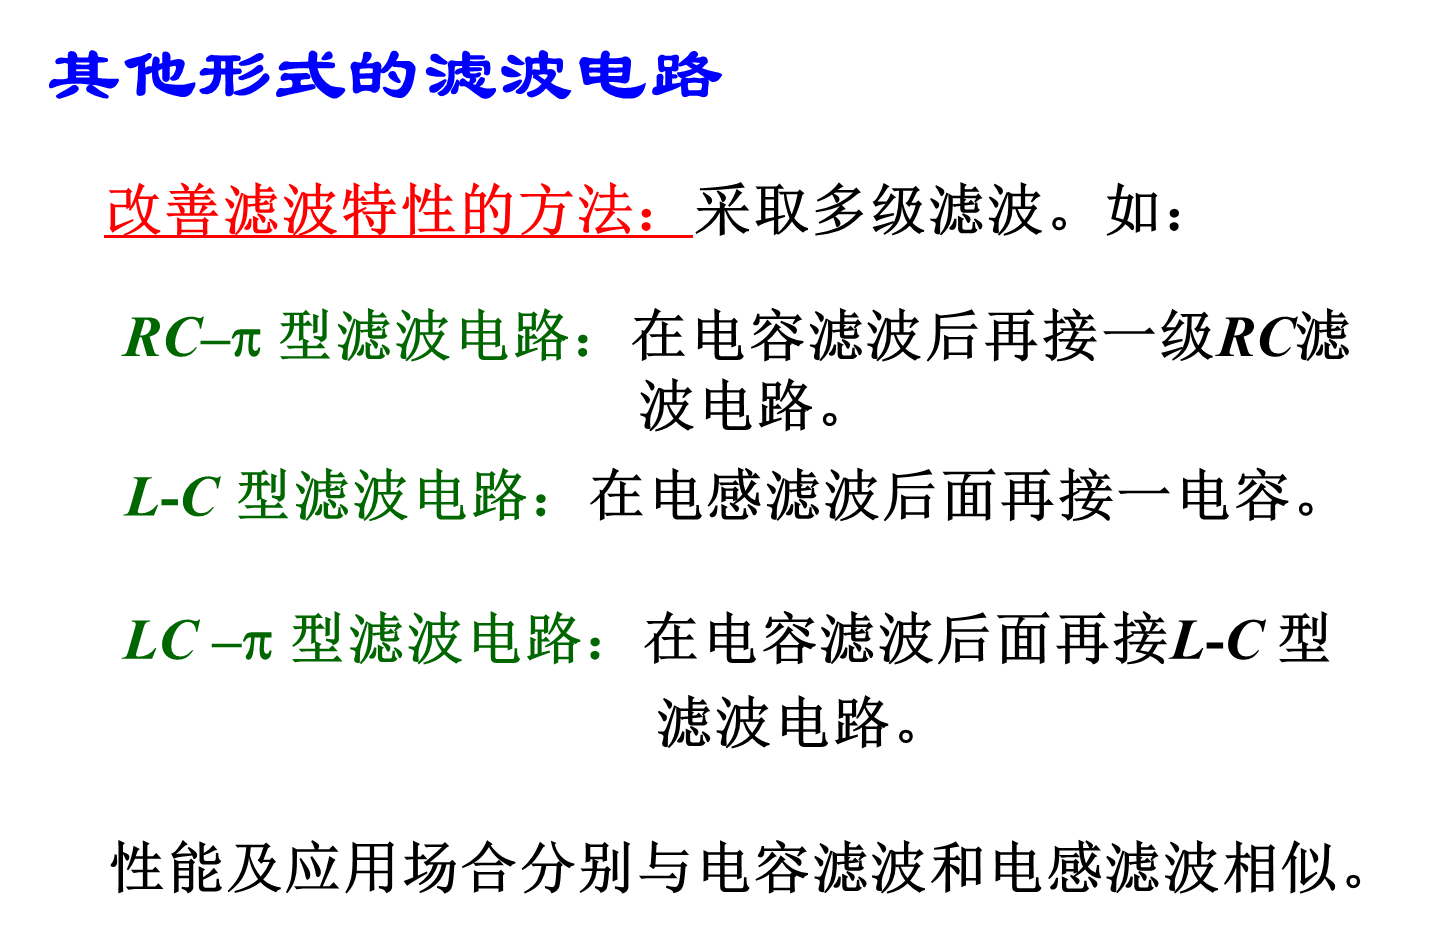 其他形式的滤波电路
改善滤波特性的方法：采取多级滤波。如：
RC–π 型滤波电路：在电容滤波后再接一级RC滤
波电路。
L-C 型滤波电路：在电感滤波后面再接一电容。
LC –π 型滤波电路：在电容滤波后面再接L-C 型
滤波电路。
性能及应用场合分别与电容滤波和电感滤波相似。